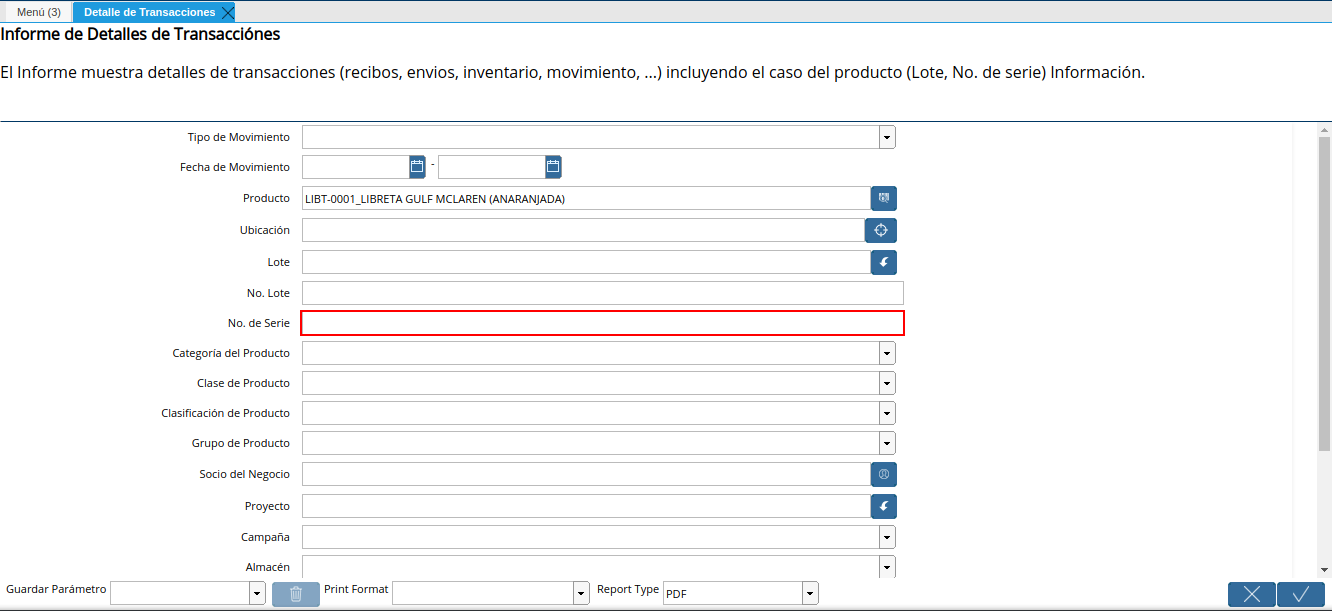 Menú (3) Detalle de Transacciones
Informe de Detalles de Transacciónes
El Informe muestra detalles de transacciones (recibos, envios, inventario, movimiento, ...) incluyendo el caso del producto (Lote, No. de serie) Información.
Tipo de Movimiento
Fecha de Movimiento -
Producto LIBT-0001_LIBRETA GULF MCLAREN (ANARANJADA)
Ubicación
Lote
No. Lote
No. de Serie
Categoría del Producto
Clase de Producto
Clasificación de Producto
Grupo de Producto
Socio del Negocio
Proyecto
Campaña
Almacén
Guardar Parámetro Print Format Report Type PDF